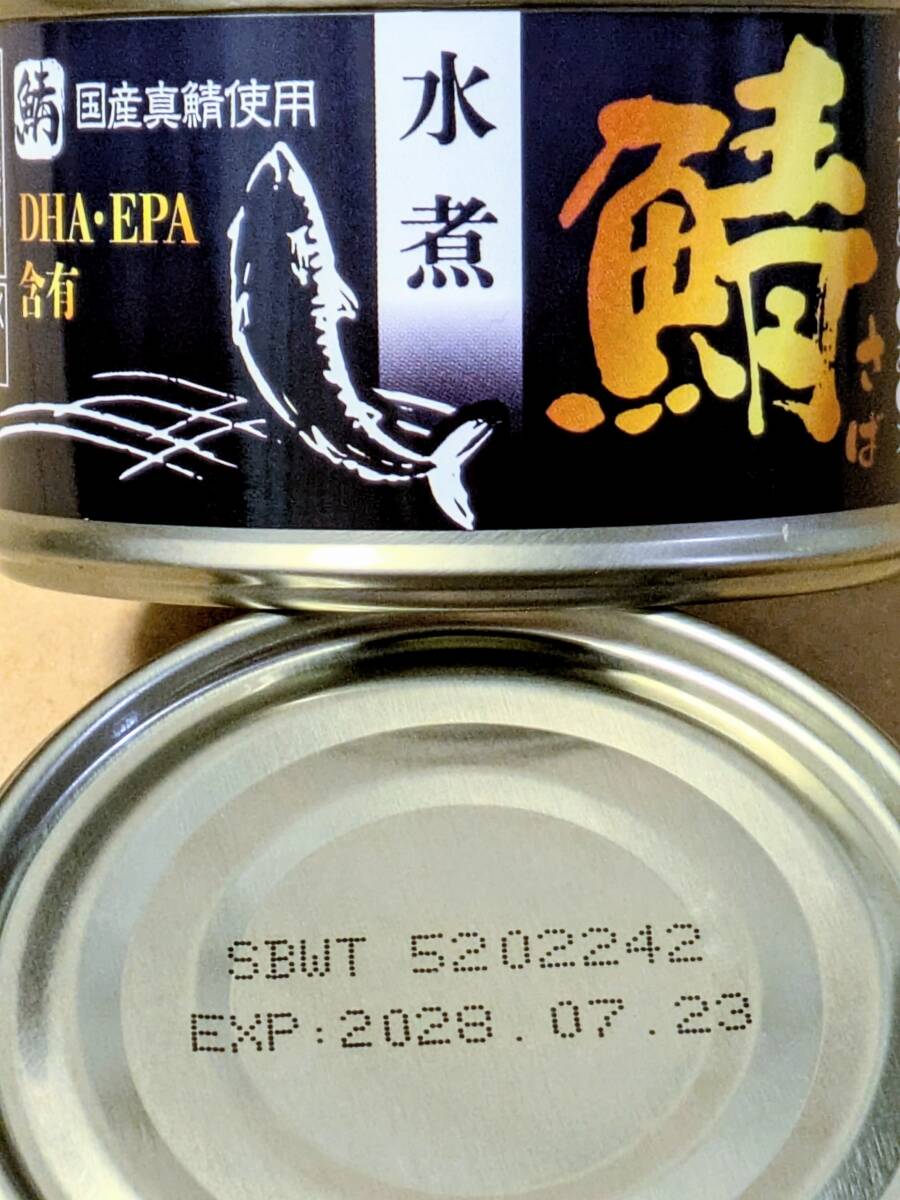 鯖 国産真鯖使用
DHA・EPA
含有
水煮
鯖
さば
SBWT 5202242
EXP:2028.07.23